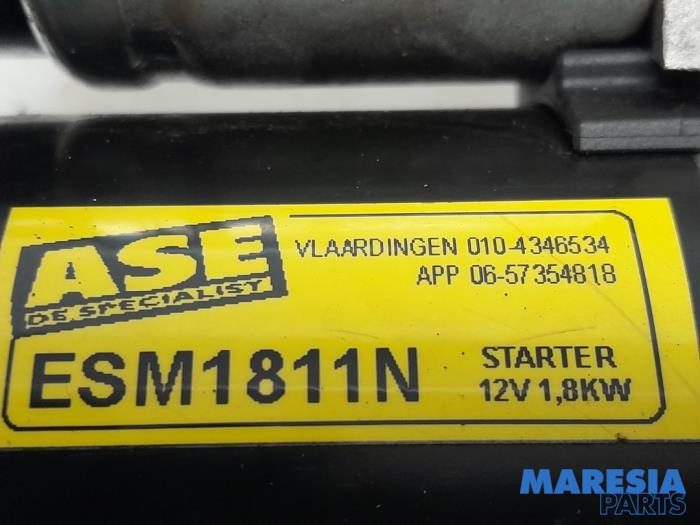 ASE
DE SPECIALIST
VLAARDINGEN 010-4346534
APP 06-57354818
ESM1811N
STARTER
12V 1,8KW
MARESIA
PARTS